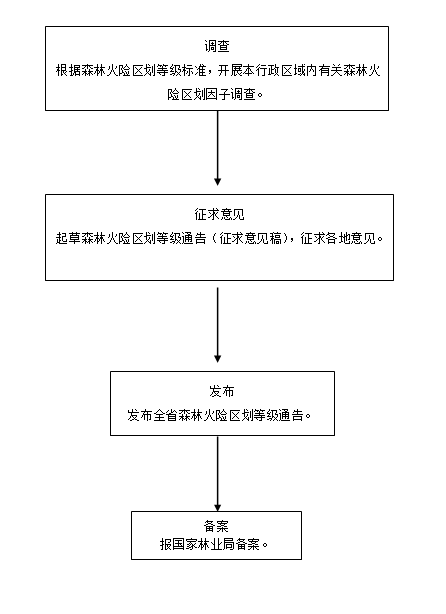 调查
根据森林火险区划等级标准，开展本行政区域内有关森林火
险区划因子调查。
征求意见
起草森林火险区划等级通告（征求意见稿），征求各地意见。
发布
发布全省森林火险区划等级通告。
备案
报国家林业局备案。